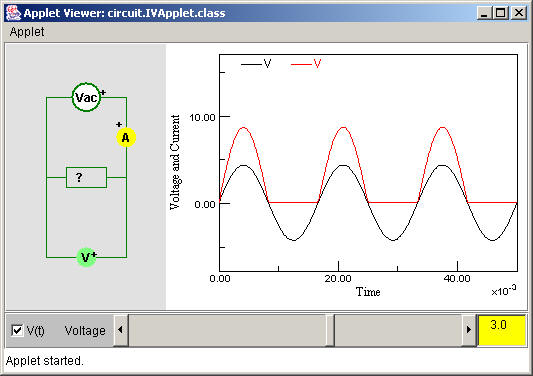 Applet Viewer: circuit.IVApplet.class
Applet
Vac+
+
A
?
V+
V V
Voltage and Current
10.00
0.00
0.00 20.00 40.00
×10⁻³
Time
V(t) Voltage 3.0
Applet started.